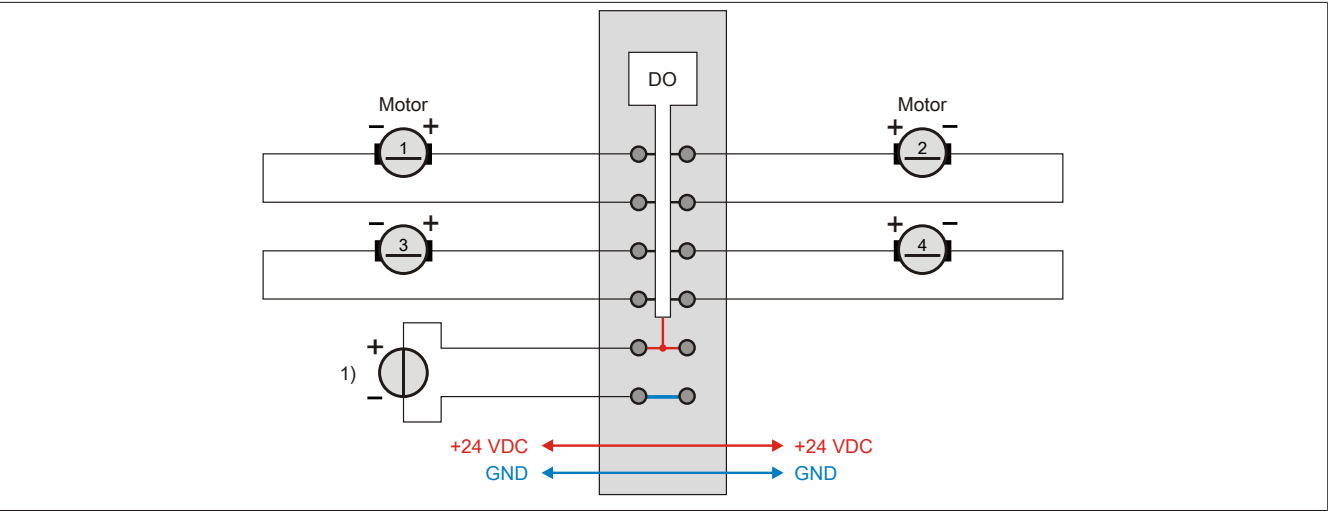 DO
Motor
Motor
− +
+ −
1
2
− +
+ −
3
4
+
1)
−
+24 VDC
+24 VDC
GND
GND